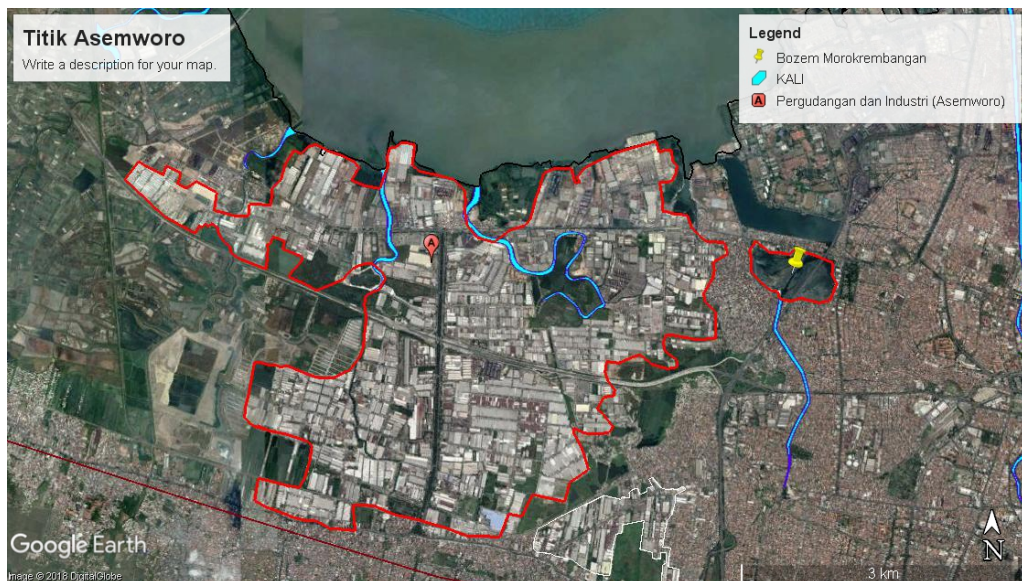 Titik Asemworo
Write a description for your map.
Legend
Bozem Morokrembangan
KALI
A Pergudangan dan Industri (Asemworo)
A
Google Earth
Image © 2018 DigitalGlobe
3 km
N